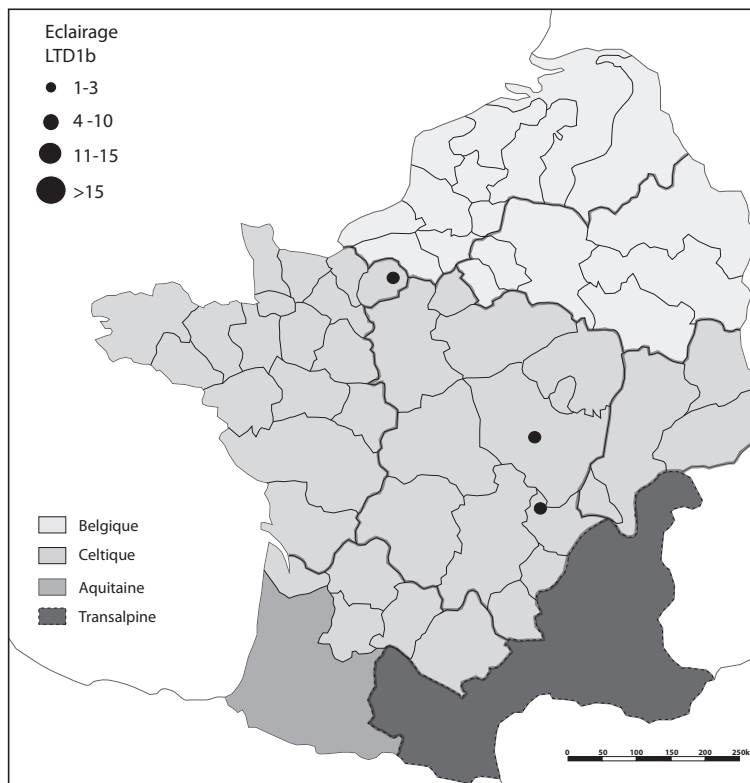 Eclairage
LTD1b
1-3
4 -10
11-15
>15
Belgique
Celtique
Aquitaine
Transalpine
0 50 100 150 200 250k